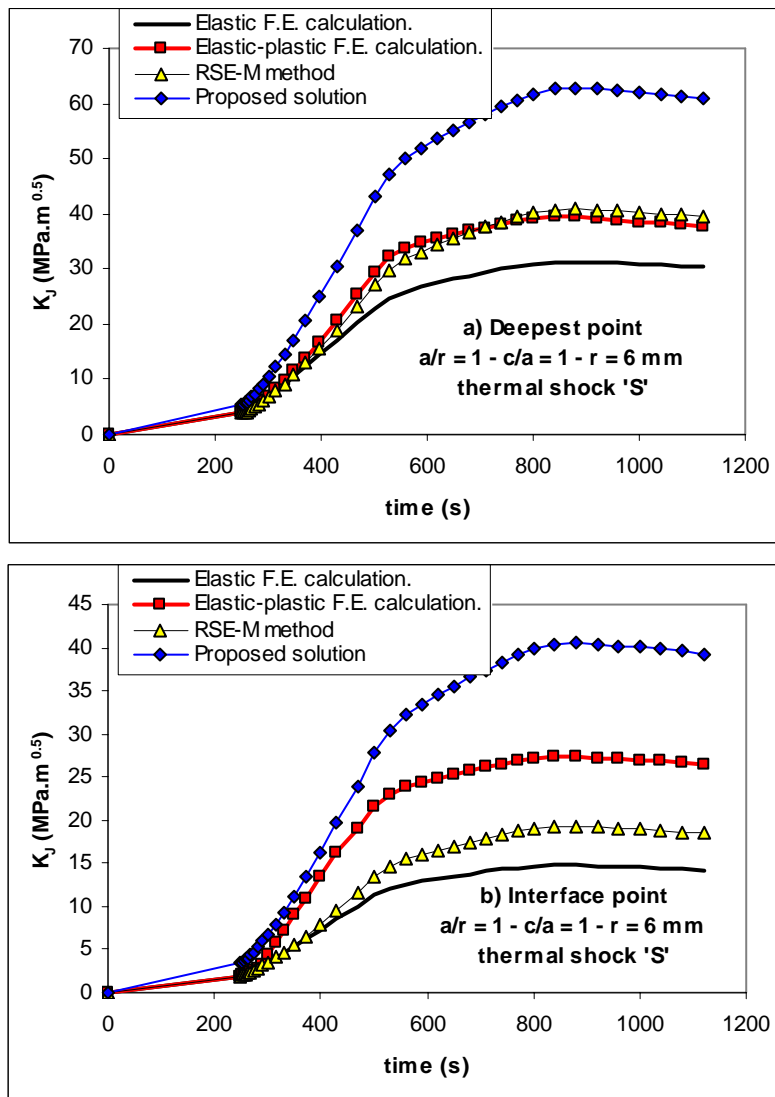 Elastic F.E. calculation.
Elastic-plastic F.E. calculation.
RSE-M method
Proposed solution
70
60
50
40
30
20
10
0
K_J (MPa.m^0.5)
a) Deepest point
a/r = 1 - c/a = 1 - r = 6 mm
thermal shock 'S'
0 200 400 600 800 1000 1200
time (s)
Elastic F.E. calculation.
Elastic-plastic F.E. calculation.
RSE-M method
Proposed solution
45
40
35
30
25
20
15
10
5
0
K_J (MPa.m^0.5)
b) Interface point
a/r = 1 - c/a = 1 - r = 6 mm
thermal shock 'S'
0 200 400 600 800 1000 1200
time (s)